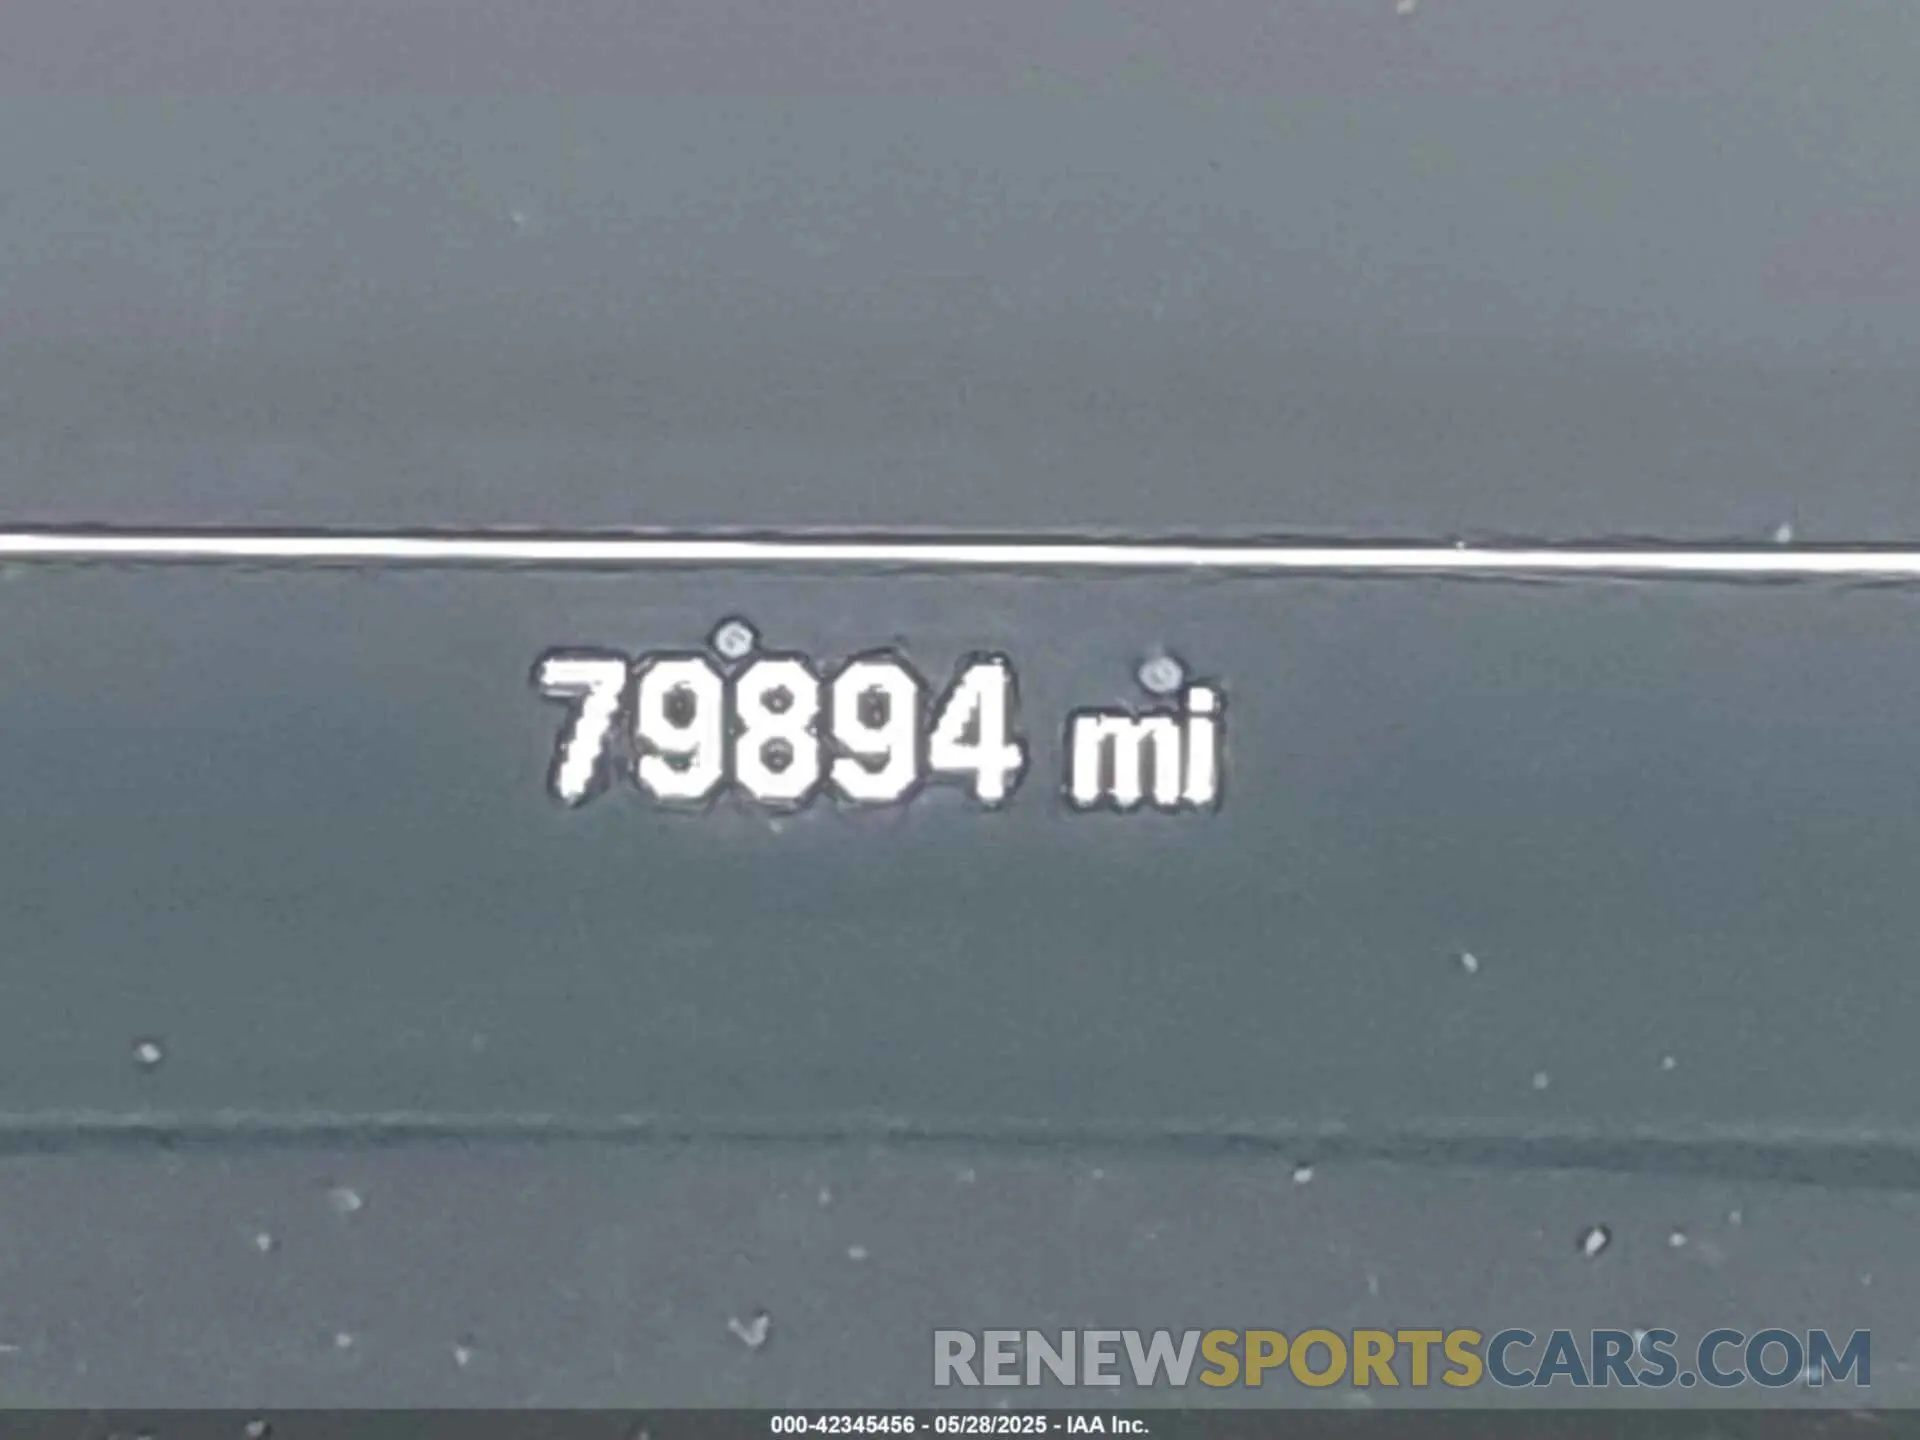 79894 mi
RENEWSPORTSCARS.COM
000-42345456 - 05/28/2025 - IAA Inc.